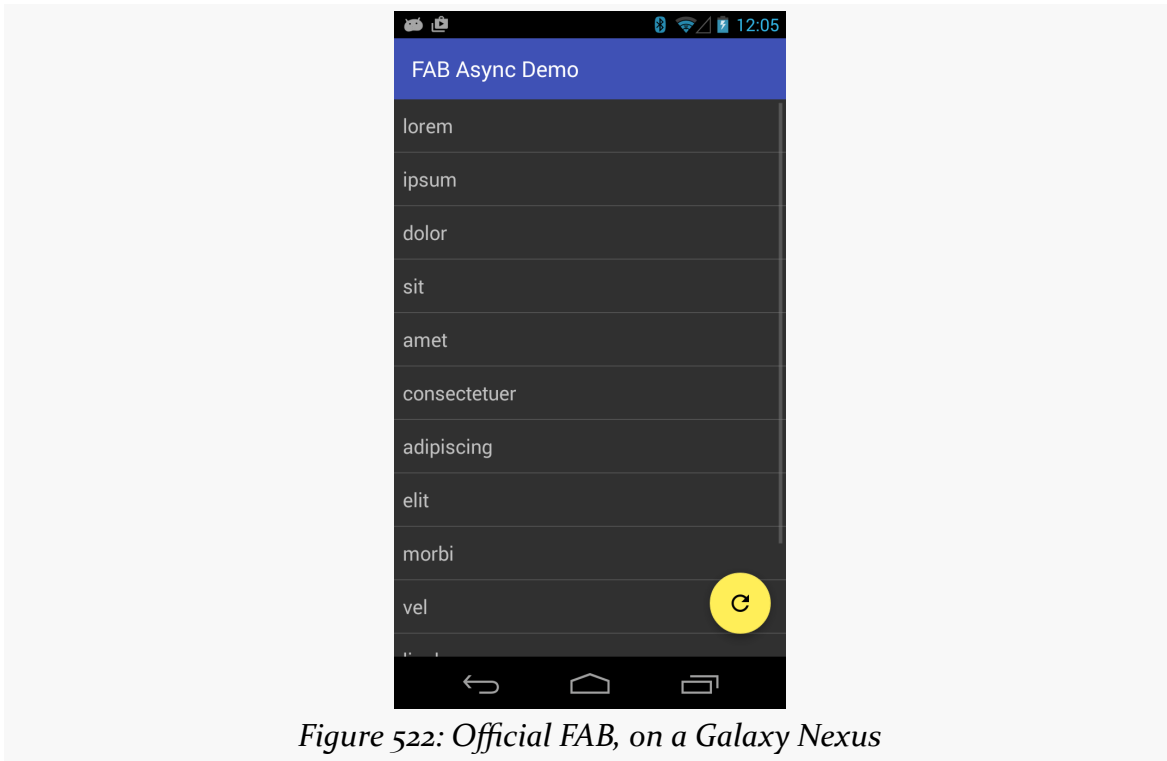 12:05
FAB Async Demo
lorem
ipsum
dolor
sit
amet
consectetuer
adipiscing
elit
morbi
vel
Figure 522: Official FAB, on a Galaxy Nexus